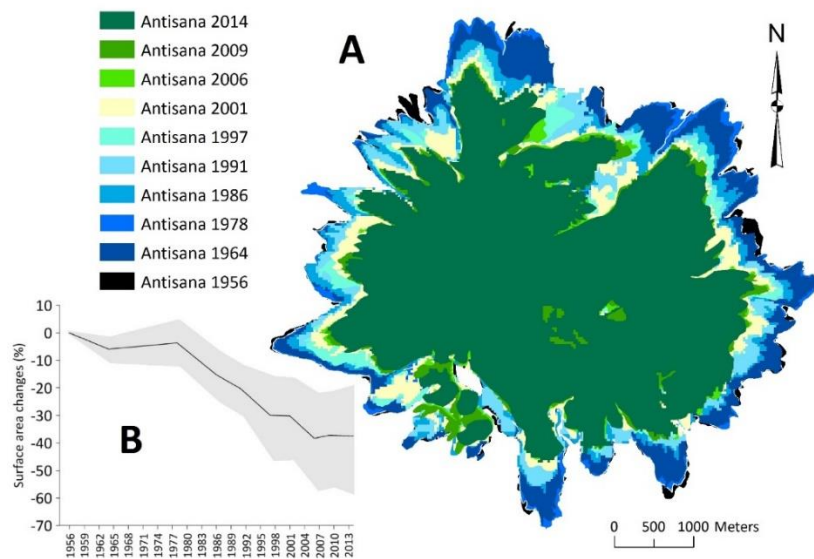 Antisana 2014
Antisana 2009
Antisana 2006
Antisana 2001
Antisana 1997
Antisana 1991
Antisana 1986
Antisana 1978
Antisana 1964
Antisana 1956
A
N
10
0
-10
-20
-30
-40
-50
-60
-70
Surface area changes (%)
B
1956 1959 1962 1965 1968 1971 1974 1977 1980 1983 1986 1989 1992 1995 1998 2001 2004 2007 2010 2013
0 500 1000 Meters